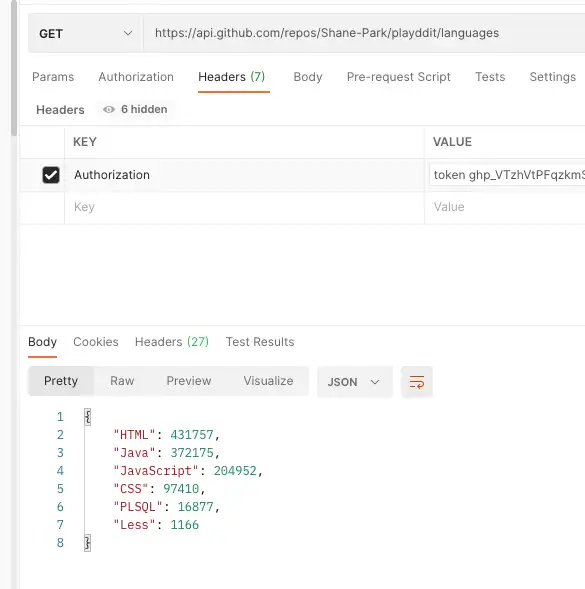 GET https://api.github.com/repos/Shane-Park/playddit/languages
Params Authorization Headers (7) Body Pre-request Script Tests Settings
Headers 6 hidden
KEY VALUE
Authorization token ghp_VTzhVtPFqzkmS
Key Value
Body Cookies Headers (27) Test Results
Pretty Raw Preview Visualize JSON
1 {
2 "HTML": 431757,
3 "Java": 372175,
4 "JavaScript": 204952,
5 "CSS": 97410,
6 "PLSQL": 16877,
7 "Less": 1166
8 }